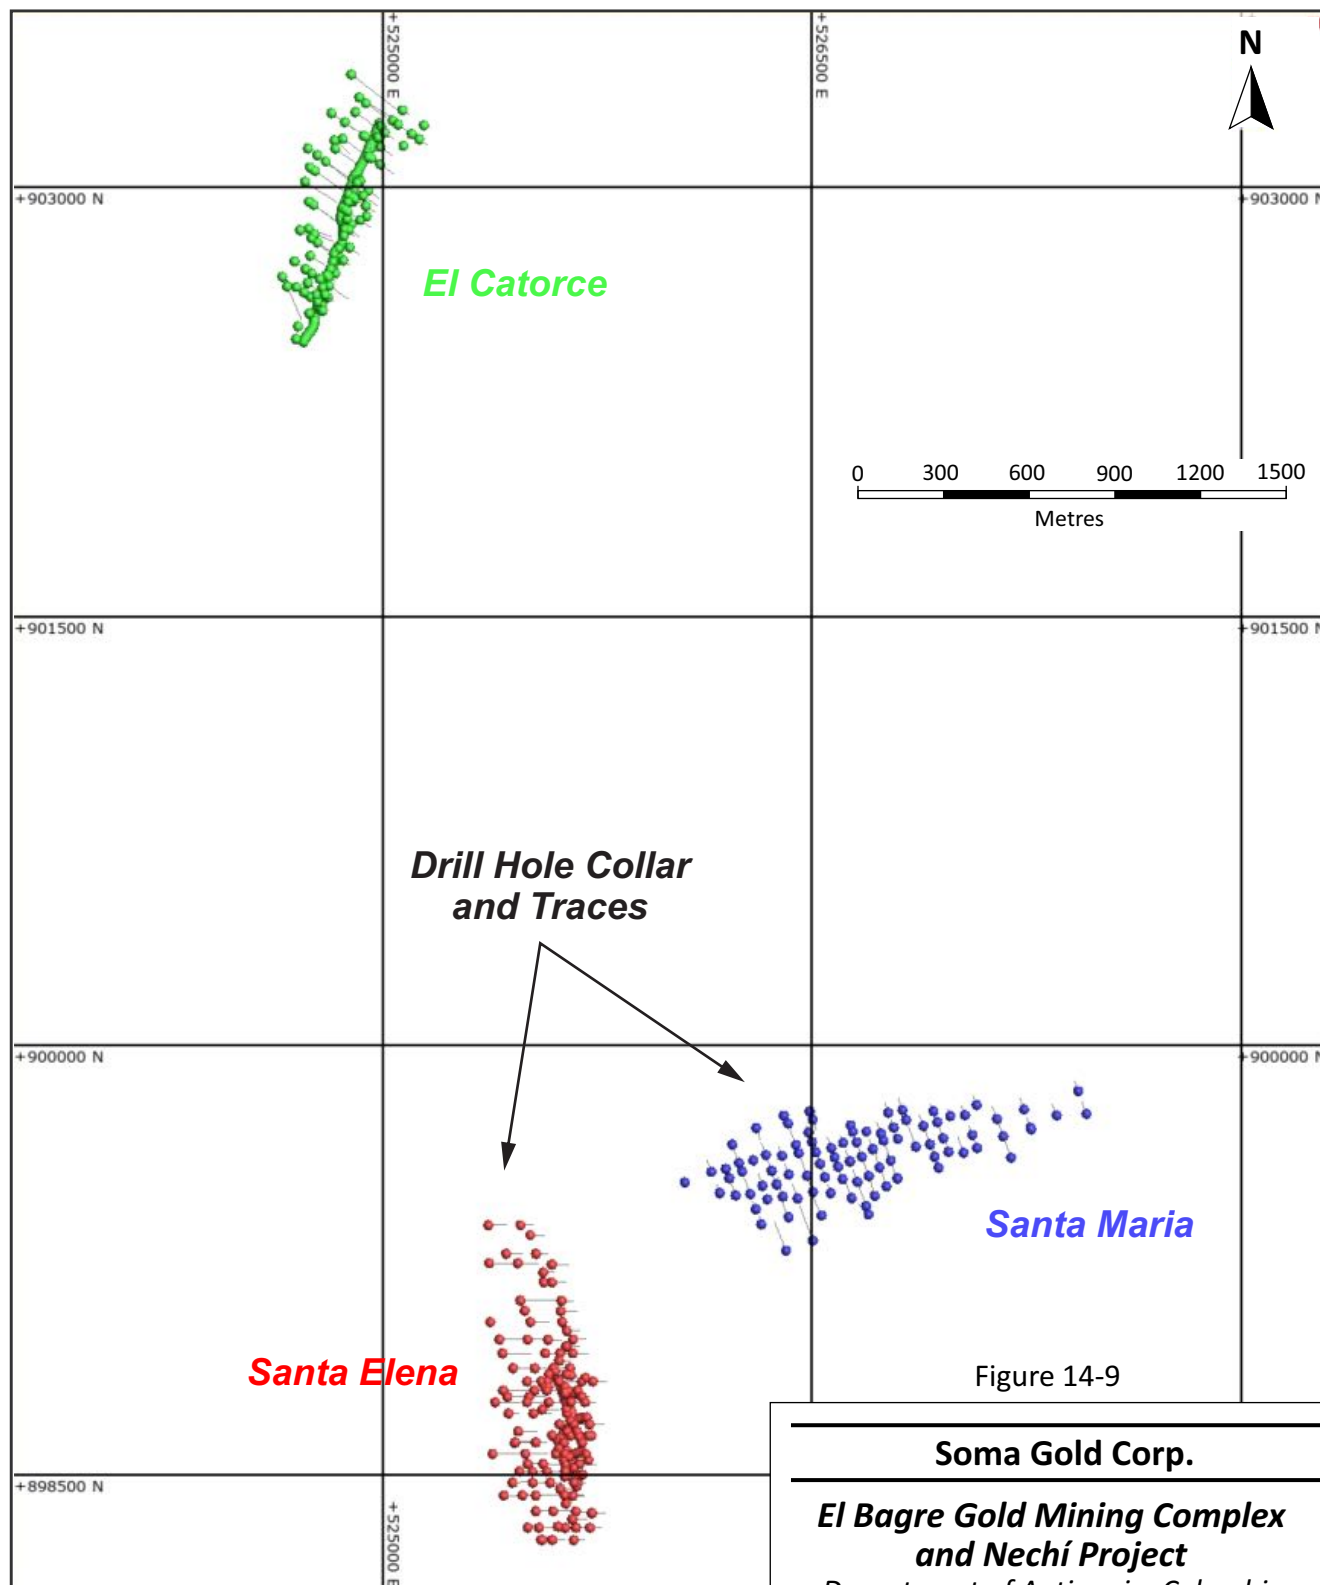 +525000 E
+526500 E
N
+903000 N
+903000 N
El Catorce
0 300 600 900 1200 1500
Metres
+901500 N
+901500 N
Drill Hole Collar
and Traces
+900000 N
+900000 N
Santa Maria
Santa Elena
Figure 14-9
Soma Gold Corp.
+898500 N
+525000 E
El Bagre Gold Mining Complex
and Nechí Project